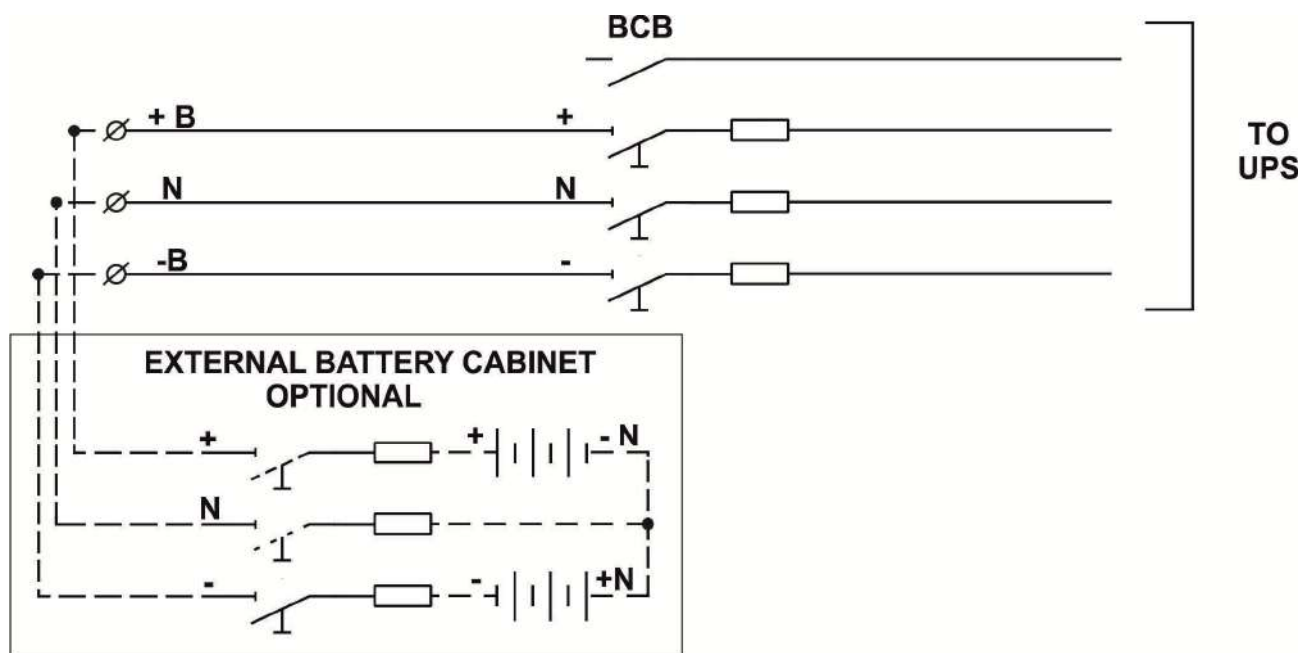 BCB
+ B +
N N
-B -
TO
UPS
EXTERNAL BATTERY CABINET
OPTIONAL
+ + - N
N
- - +N